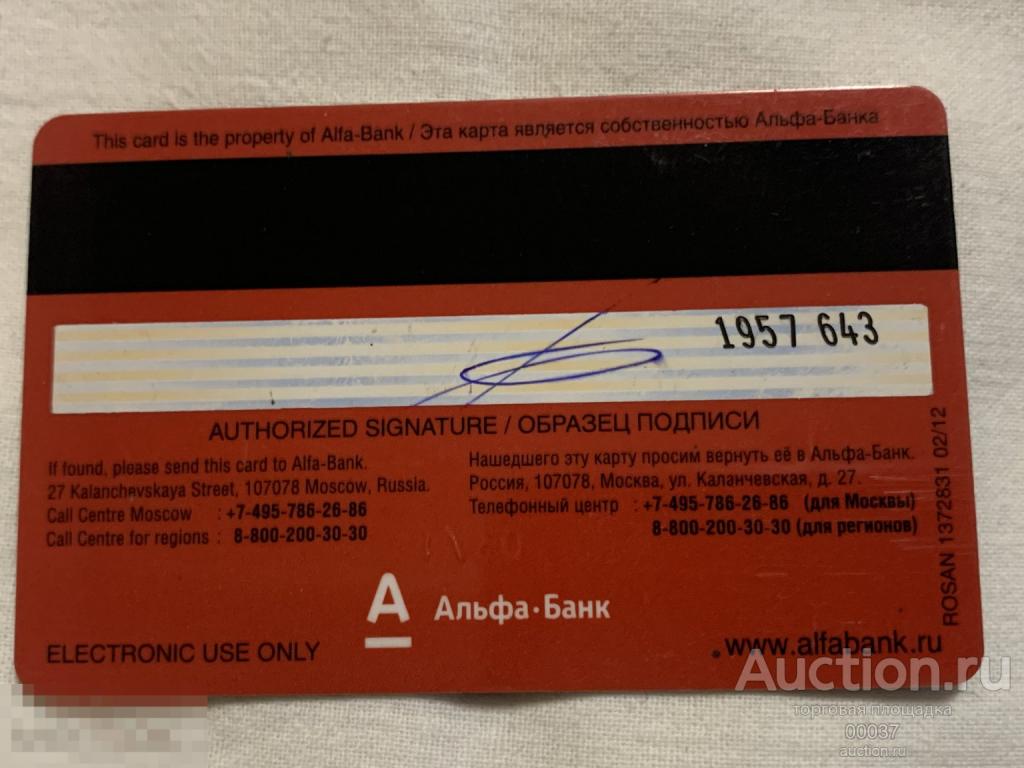 This card is the property of Alfa-Bank / Эта карта является собственностью Альфа-Банка
1957 643
AUTHORIZED SIGNATURE / ОБРАЗЕЦ ПОДПИСИ
If found, please send this card to Alfa-Bank.
27 Kalanchevskaya Street, 107078 Moscow, Russia.
Call Centre Moscow : +7-495-786-26-86
Call Centre for regions : 8-800-200-30-30
Нашедшего эту карту просим вернуть её в Альфа-Банк.
Россия, 107078, Москва, ул. Каланчевская, д. 27.
Телефонный центр : +7-495-786-26-86 (для Москвы)
8-800-200-30-30 (для регионов)
ROSAN 1372831 02/12
А Альфа·Банк
ELECTRONIC USE ONLY
www.alfabank.ru
Auction.ru
торговая площадка
00037
auction.ru